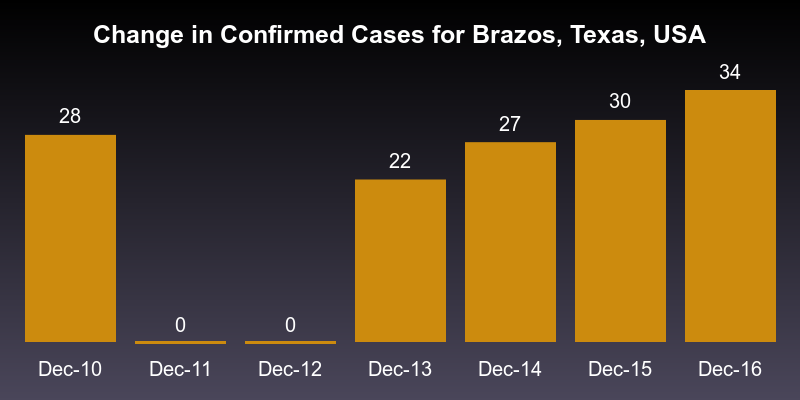 Change in Confirmed Cases for Brazos, Texas, USA
28 0 0 22 27 30 34
Dec-10 Dec-11 Dec-12 Dec-13 Dec-14 Dec-15 Dec-16